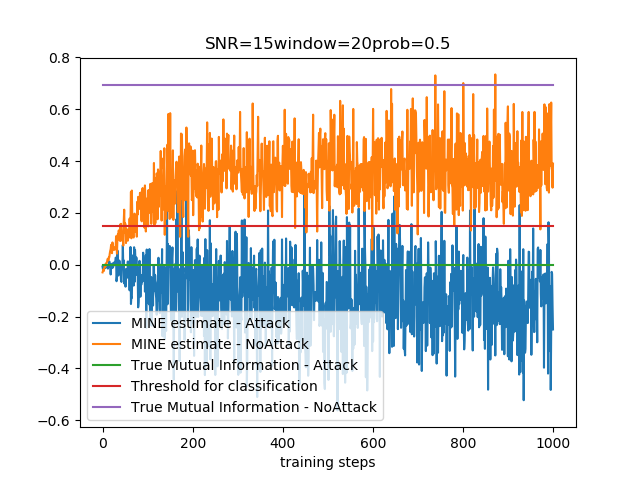 SNR=15window=20prob=0.5
0.8
0.6
0.4
0.2
0.0
−0.2
−0.4
−0.6
MINE estimate - Attack
MINE estimate - NoAttack
True Mutual Information - Attack
Threshold for classification
True Mutual Information - NoAttack
0 200 400 600 800 1000
training steps